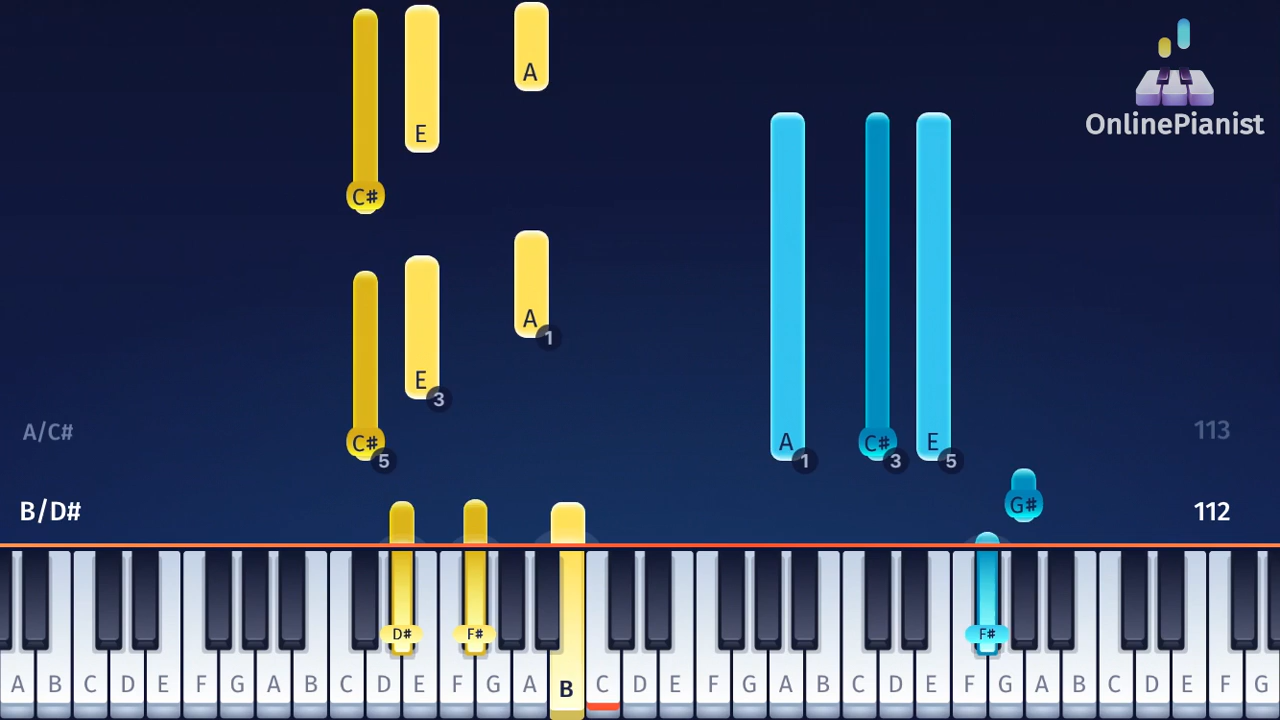 A
OnlinePianist
E
C#
A
1
E
3
A/C#
C#
5
A
1
C#
3
E
5
113
B/D#
G#
112
D#
F#
F#
A B C D E F G A B C D E F G A B C D E F G A B C D E F G A B C D E F G